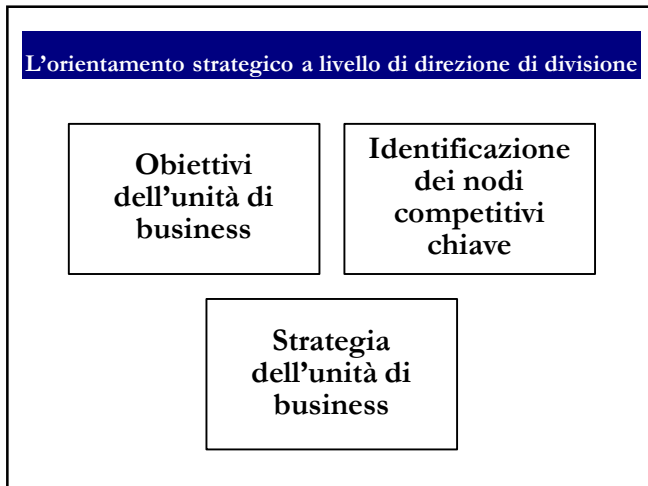 L'orientamento strategico a livello di direzione di divisione
Obiettivi
dell'unità di
business
Identificazione
dei nodi
competitivi
chiave
Strategia
dell'unità di
business